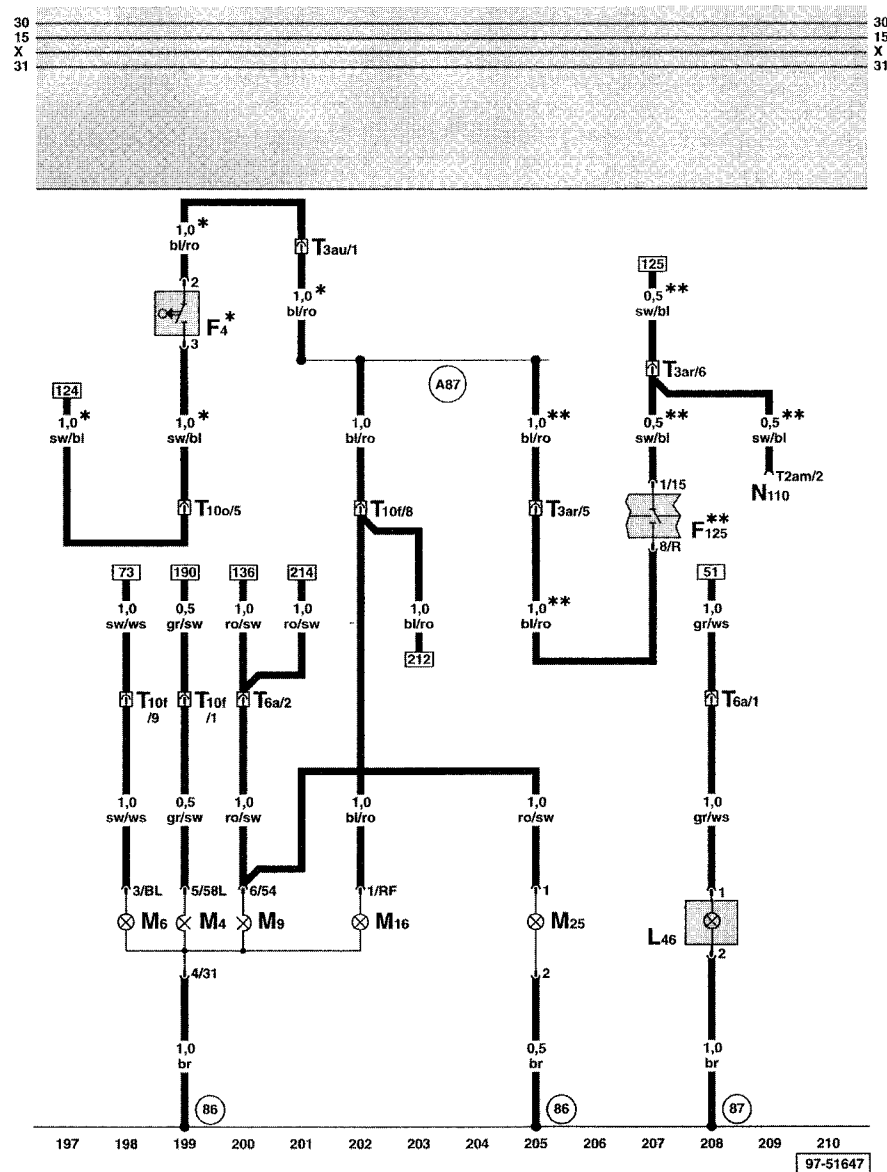 30 30
15 15
X X
31 31
1,0 *
bl/ro
T3au/1
2
F4 *
3
1,0 *
bl/ro
125
0,5 **
sw/bl
A87
T3ar/6
124
1,0 *
sw/bl
1,0 *
sw/bl
1,0
bl/ro
1,0 **
bl/ro
0,5 **
sw/bl
0,5 **
sw/bl
T2am/2
N110
T10o/5
T10f/8
T3ar/5
1/15
F125 **
8/R
73 190 136 214 51
1,0
sw/ws
0,5
gr/sw
1,0
ro/sw
1,0
ro/sw
1,0
bl/ro
212
1,0 **
bl/ro
1,0
gr/ws
T10f
/9
T10f
/1
T6a/2
T6a/1
1,0
sw/ws
0,5
gr/sw
1,0
ro/sw
1,0
bl/ro
1,0
ro/sw
1,0
gr/ws
3/BL 5/58L 6/54 1/RF 1 1
M6 M4 M9 M16 M25 L46
4/31 2 2
1,0
br
0,5
br
1,0
br
86 86 87
197 198 199 200 201 202 203 204 205 206 207 208 209 210
97-51647